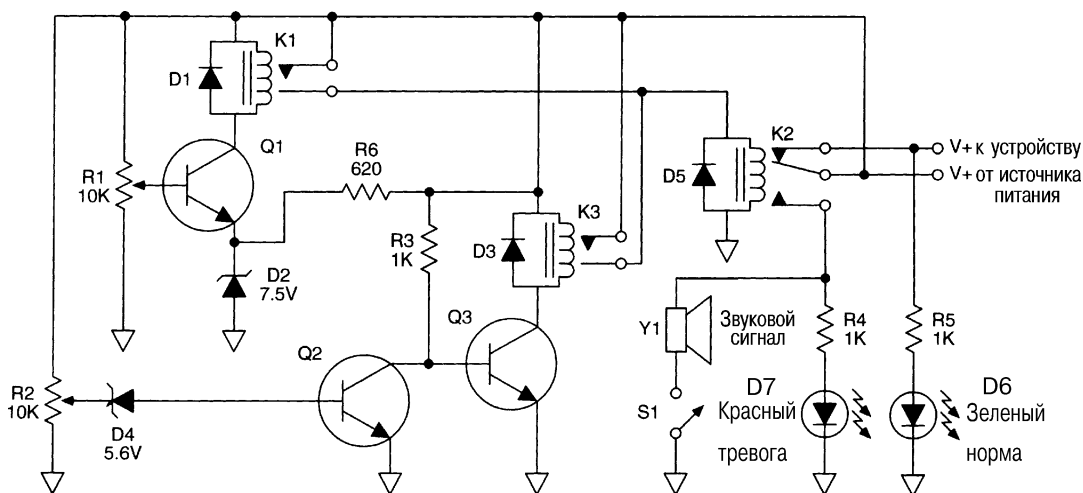 K1
D1
Q1
R1
10K
R6
620
D2
7.5V
R3
1K
D3
K3
Q3
Q2
R2
10K
D4
5.6V
K2
D5
V+ к устройству
V+ от источника
питания
Y1
Звуковой
сигнал
S1
R4
1K
R5
1K
D7
Красный
тревога
D6
Зеленый
норма